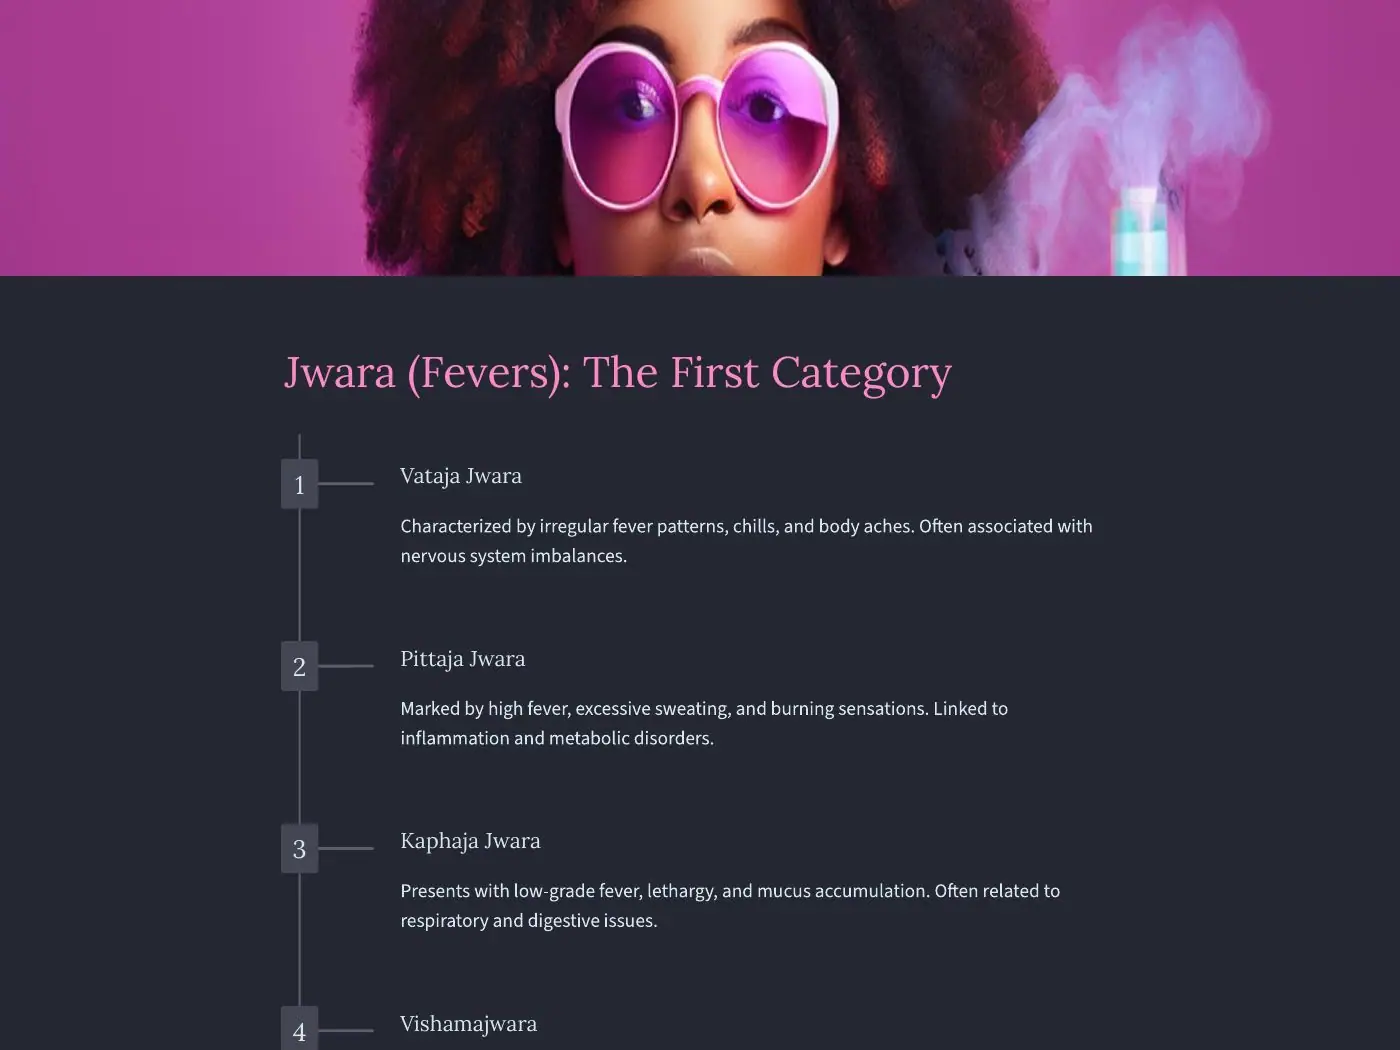 Jwara (Fevers): The First Category
1
Vataja Jwara
Characterized by irregular fever patterns, chills, and body aches. Often associated with
nervous system imbalances.
2
Pittaja Jwara
Marked by high fever, excessive sweating, and burning sensations. Linked to
inflammation and metabolic disorders.
3
Kaphaja Jwara
Presents with low-grade fever, lethargy, and mucus accumulation. Often related to
respiratory and digestive issues.
4
Vishamajwara